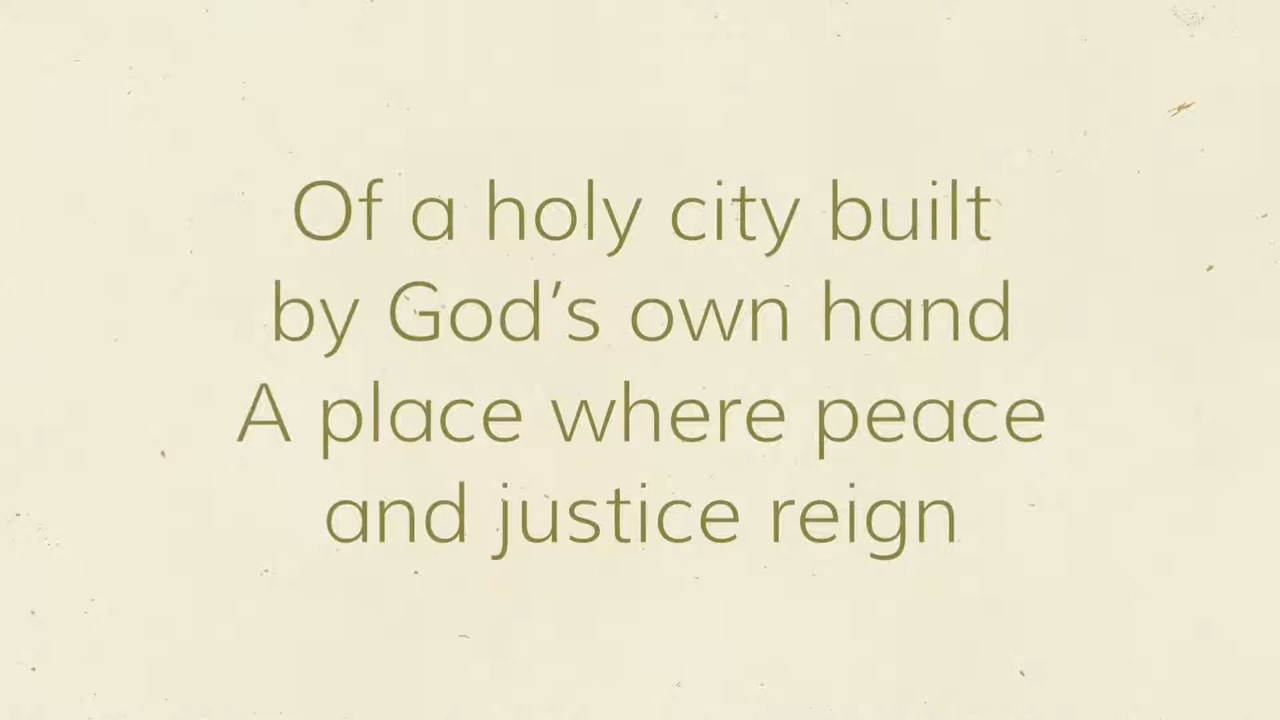 Of a holy city built
by God’s own hand
A place where peace
and justice reign